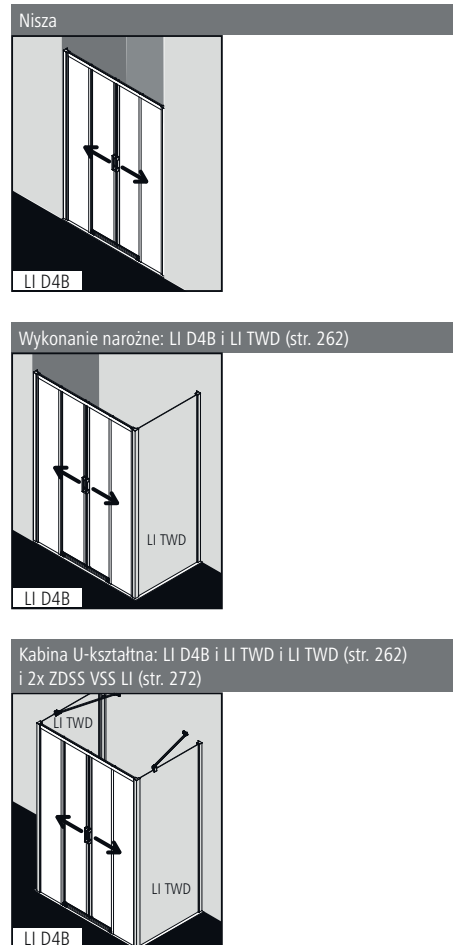 Nisza
LI D4B
Wykonanie narożne: LI D4B i LI TWD (str. 262)
LI TWD
LI D4B
Kabina U-kształtna: LI D4B i LI TWD i LI TWD (str. 262)
i 2x ZDSS VSS LI (str. 272)
LI TWD
LI TWD
LI D4B